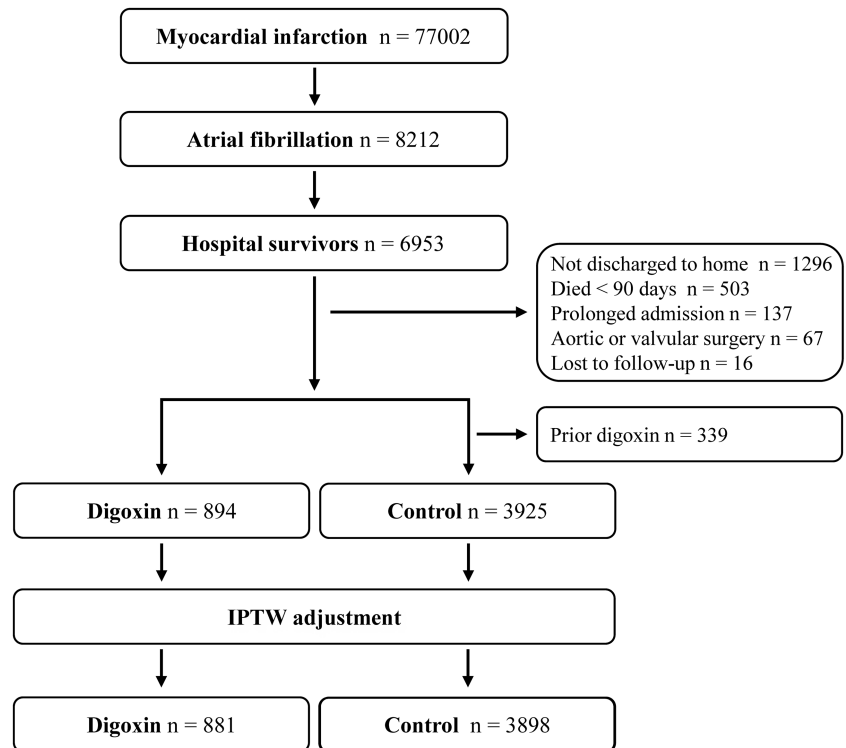 Myocardial infarction n = 77002
Atrial fibrillation n = 8212
Hospital survivors n = 6953
Not discharged to home n = 1296
Died < 90 days n = 503
Prolonged admission n = 137
Aortic or valvular surgery n = 67
Lost to follow-up n = 16
Prior digoxin n = 339
Digoxin n = 894
Control n = 3925
IPTW adjustment
Digoxin n = 881
Control n = 3898